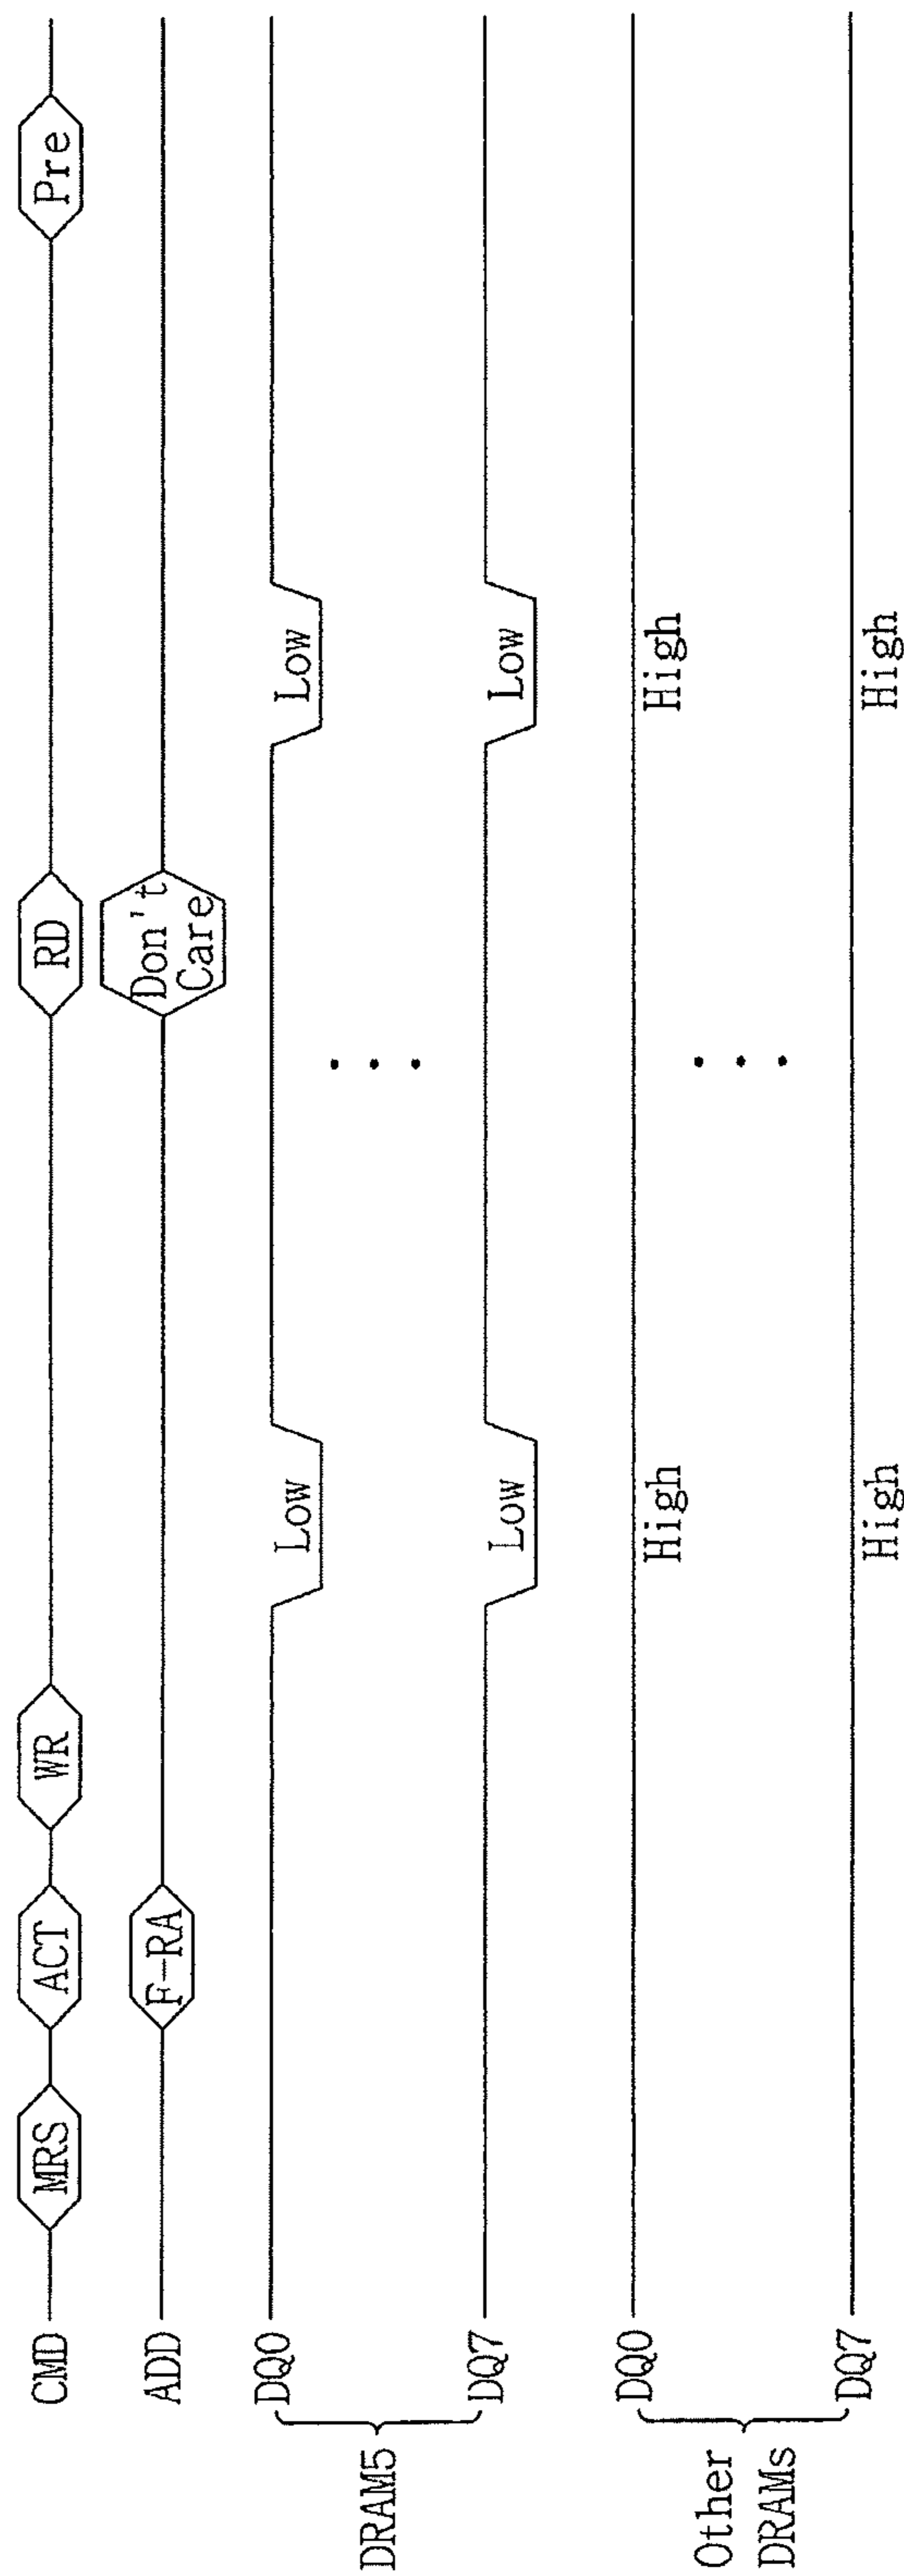 CMD
MRS
ACT
WR
RD
Pre
ADD
F-RA
Don't
Care
DRAM5
DQ0
Low
Low
DQ7
Low
Low
Other
DRAMs
DQ0
High
High
DQ7
High
High